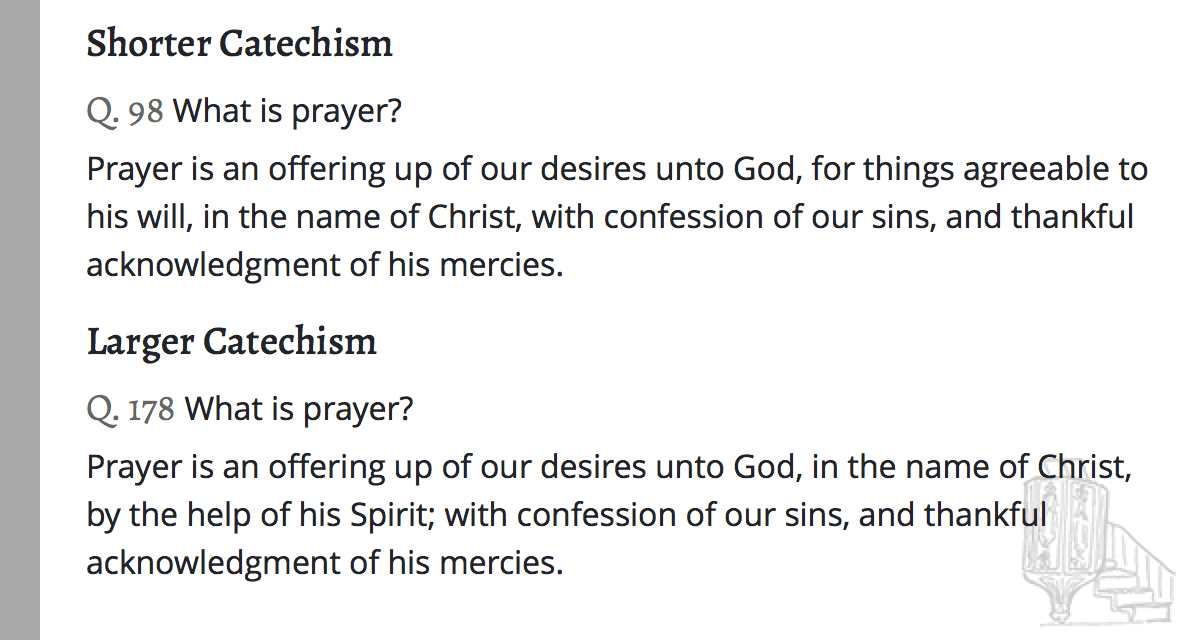 Shorter Catechism
Q. 98 What is prayer?
Prayer is an offering up of our desires unto God, for things agreeable to
his will, in the name of Christ, with confession of our sins, and thankful
acknowledgment of his mercies.
Larger Catechism
Q. 178 What is prayer?
Prayer is an offering up of our desires unto God, in the name of Christ,
by the help of his Spirit; with confession of our sins, and thankful
acknowledgment of his mercies.